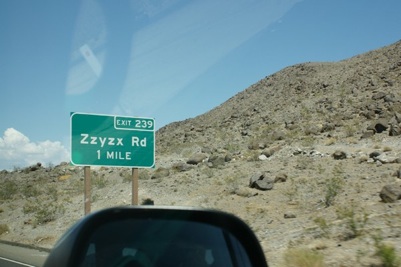 EXIT 239
Zzyzx Rd
1 MILE